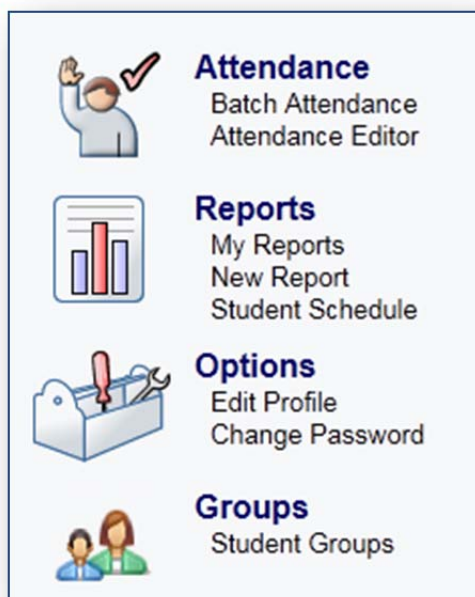 Attendance
Batch Attendance
Attendance Editor
Reports
My Reports
New Report
Student Schedule
Options
Edit Profile
Change Password
Groups
Student Groups